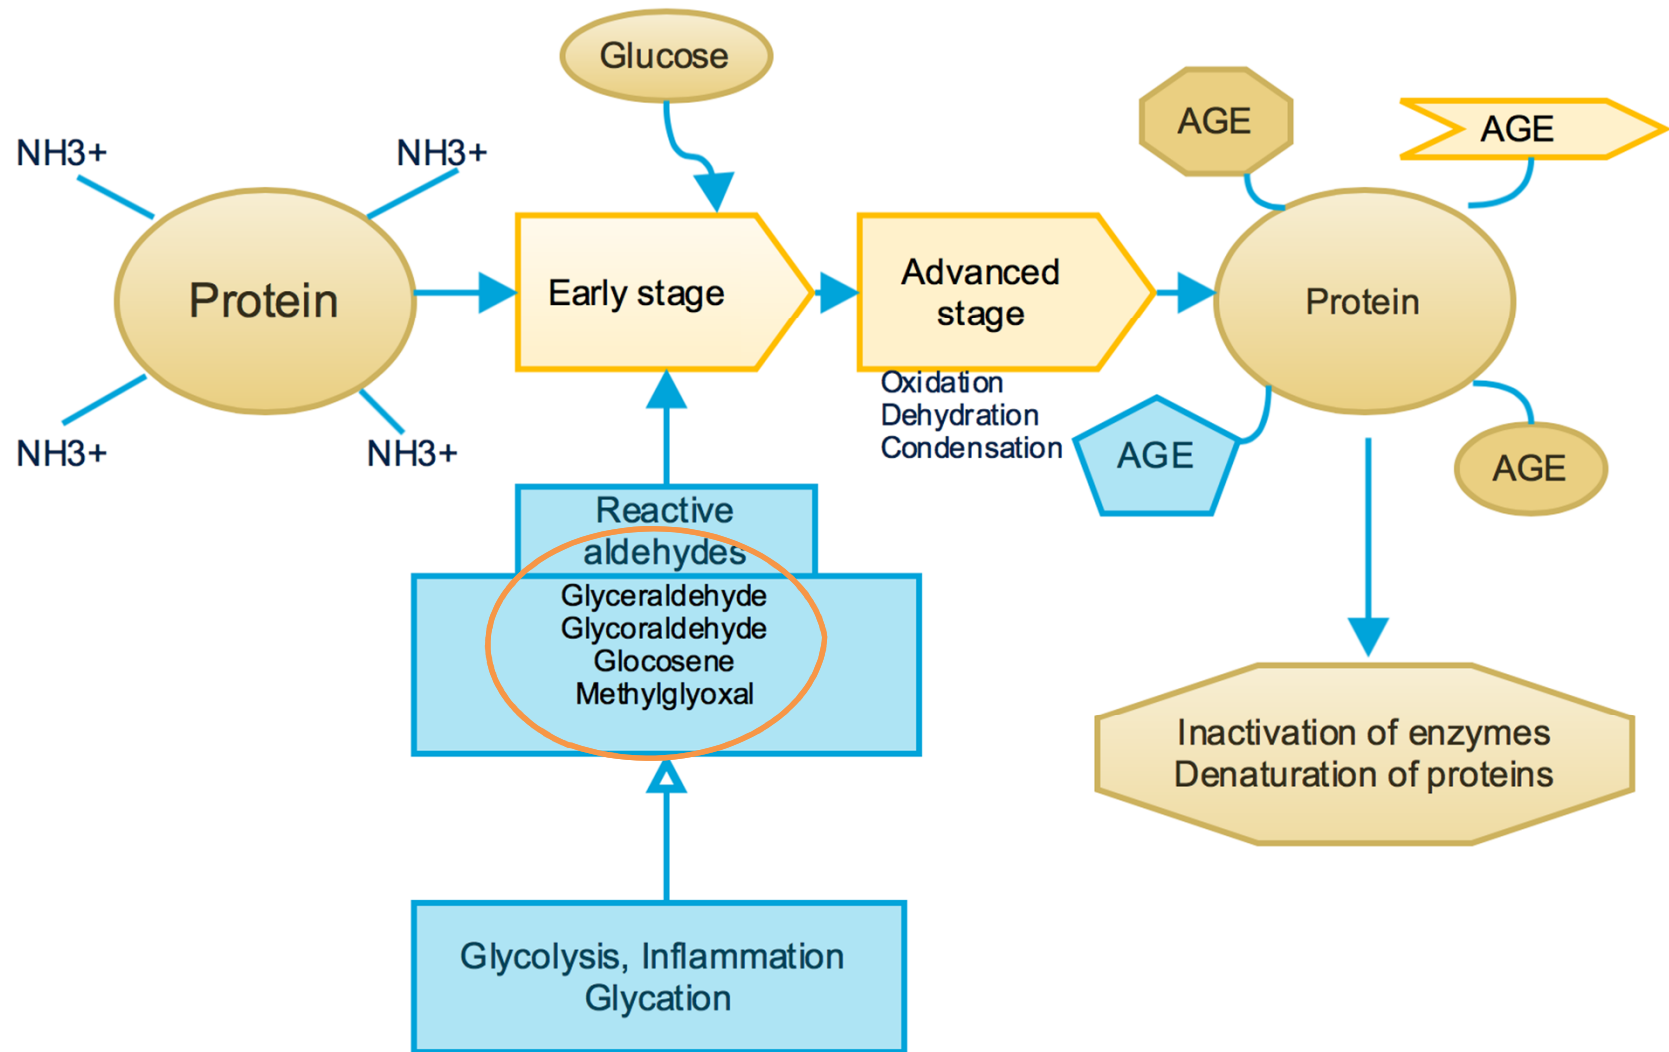 Glucose
NH3+
NH3+
AGE
AGE
Protein
Early stage
Advanced
stage
Protein
Oxidation
Dehydration
Condensation
NH3+
NH3+
AGE
AGE
Reactive
aldehydes
Glyceraldehyde
Glycoraldehyde
Glocosene
Methylglyoxal
Inactivation of enzymes
Denaturation of proteins
Glycolysis, Inflammation
Glycation